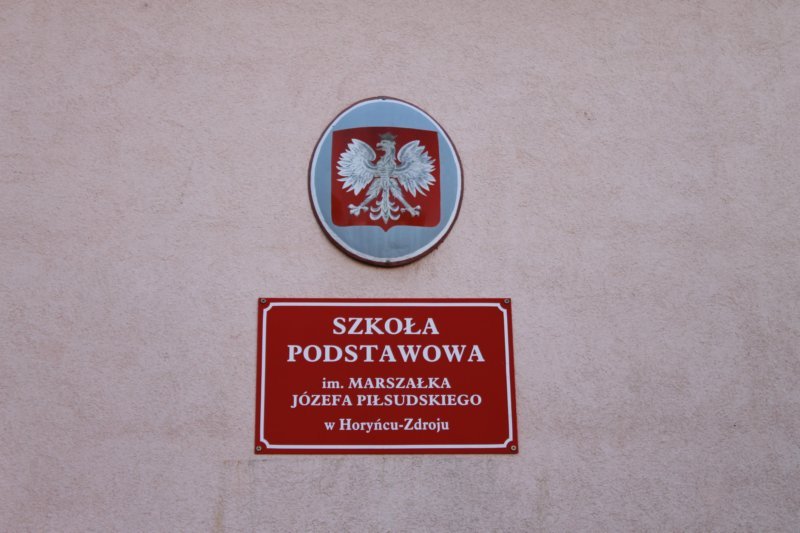 SZKOŁA
PODSTAWOWA
im. MARSZAŁKA
JÓZEFA PIŁSUDSKIEGO
w Horyńcu-Zdroju